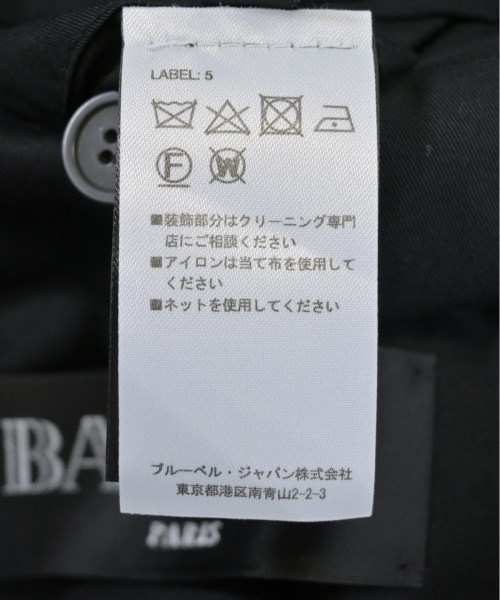 LABEL: 5
F W
■装飾部分はクリーニング専門
店にご相談ください
■アイロンは当て布を使用して
ください
■ネットを使用してください
ブルーベル・ジャパン株式会社
東京都港区南青山2-2-3
BA
PARIS